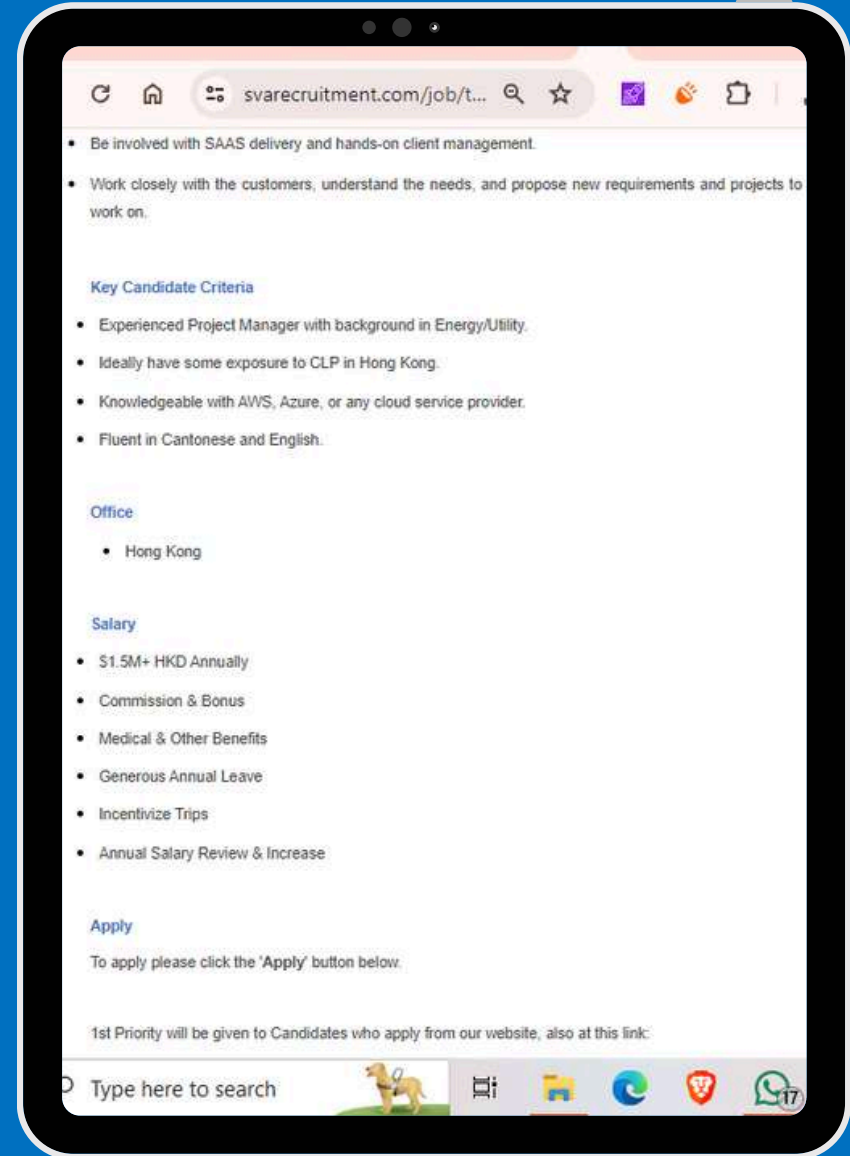 svarecruitment.com/job/t...
Be involved with SAAS delivery and hands-on client management.
Work closely with the customers, understand the needs, and propose new requirements and projects to
work on.
Key Candidate Criteria
Experienced Project Manager with background in Energy/Utility.
Ideally have some exposure to CLP in Hong Kong.
Knowledgeable with AWS, Azure, or any cloud service provider.
Fluent in Cantonese and English.
Office
Hong Kong
Salary
$1.5M+ HKD Annually
Commission & Bonus
Medical & Other Benefits
Generous Annual Leave
Incentivize Trips
Annual Salary Review & Increase
Apply
To apply please click the 'Apply' button below.
1st Priority will be given to Candidates who apply from our website, also at this link:
Type here to search
17